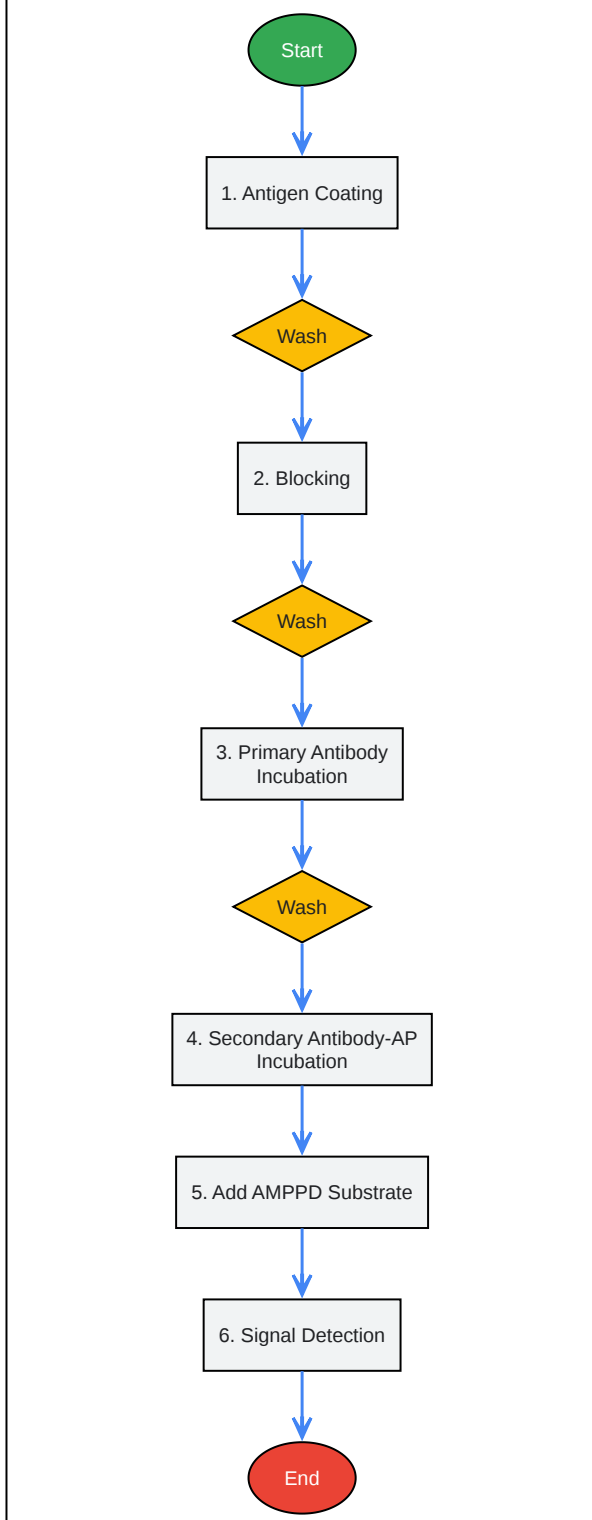 Start
1. Antigen Coating
Wash
2. Blocking
Wash
3. Primary Antibody
Incubation
Wash
4. Secondary Antibody-AP
Incubation
5. Add AMPPD Substrate
6. Signal Detection
End